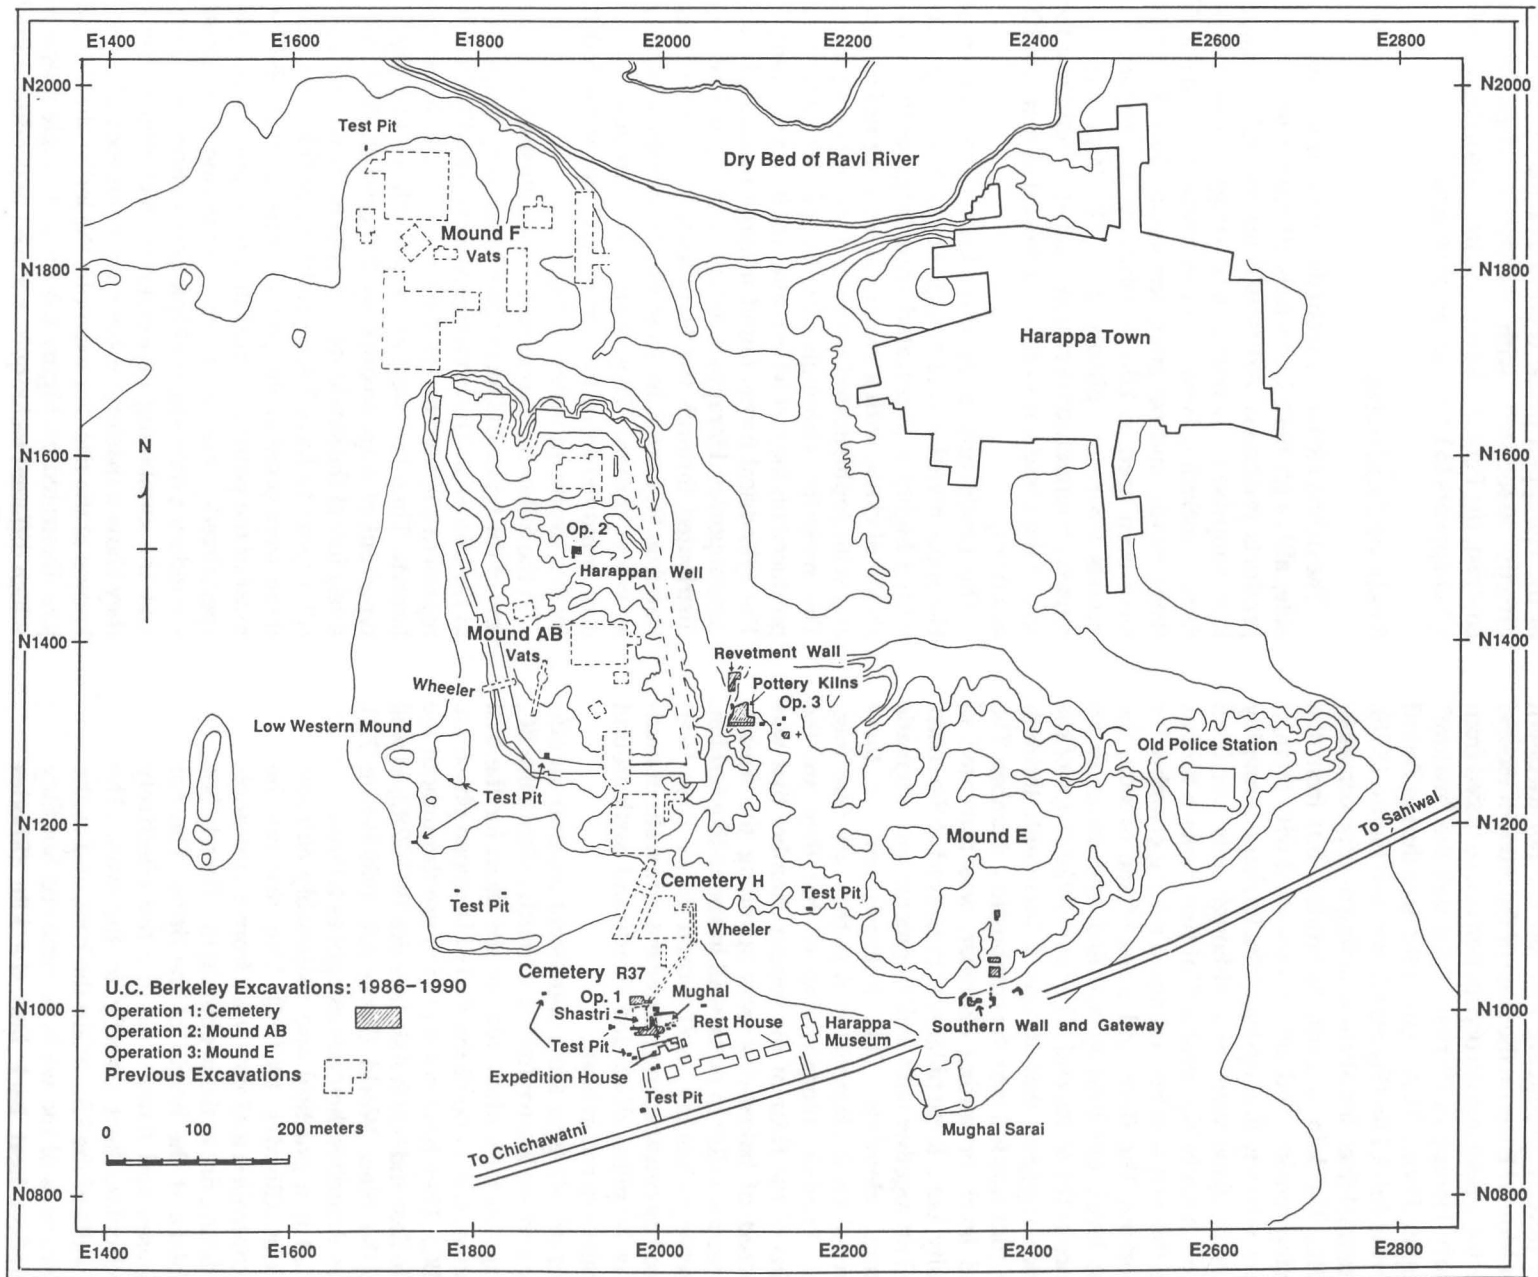 E1400 E1600 E1800 E2000 E2200 E2400 E2600 E2800
N2000 N2000
Test Pit
Dry Bed of Ravi River
Mound F
Vats
N1800 N1800
Harappa Town
N
N1600 N1600
Op. 2
Harappan Well
N1400 N1400
Mound AB
Vats
Revetment Wall
Wheeler
Pottery Kilns
Op. 3
Low Western Mound
Old Police Station
Test Pit
To Sahiwal
N1200 N1200
Mound E
Cemetery H
Test Pit
Test Pit
Wheeler
Cemetery R37
U.C. Berkeley Excavations: 1986-1990
Operation 1: Cemetery
Operation 2: Mound AB
Operation 3: Mound E
Previous Excavations
Op. 1
Mughal
N1000 N1000
Shastri
Rest House
Harappa
Museum
Southern Wall and Gateway
Test Pit
Expedition House
Test Pit
Mughal Sarai
0 100 200 meters
To Chichawatni
N0800 N0800
E1400 E1600 E1800 E2000 E2200 E2400 E2600 E2800